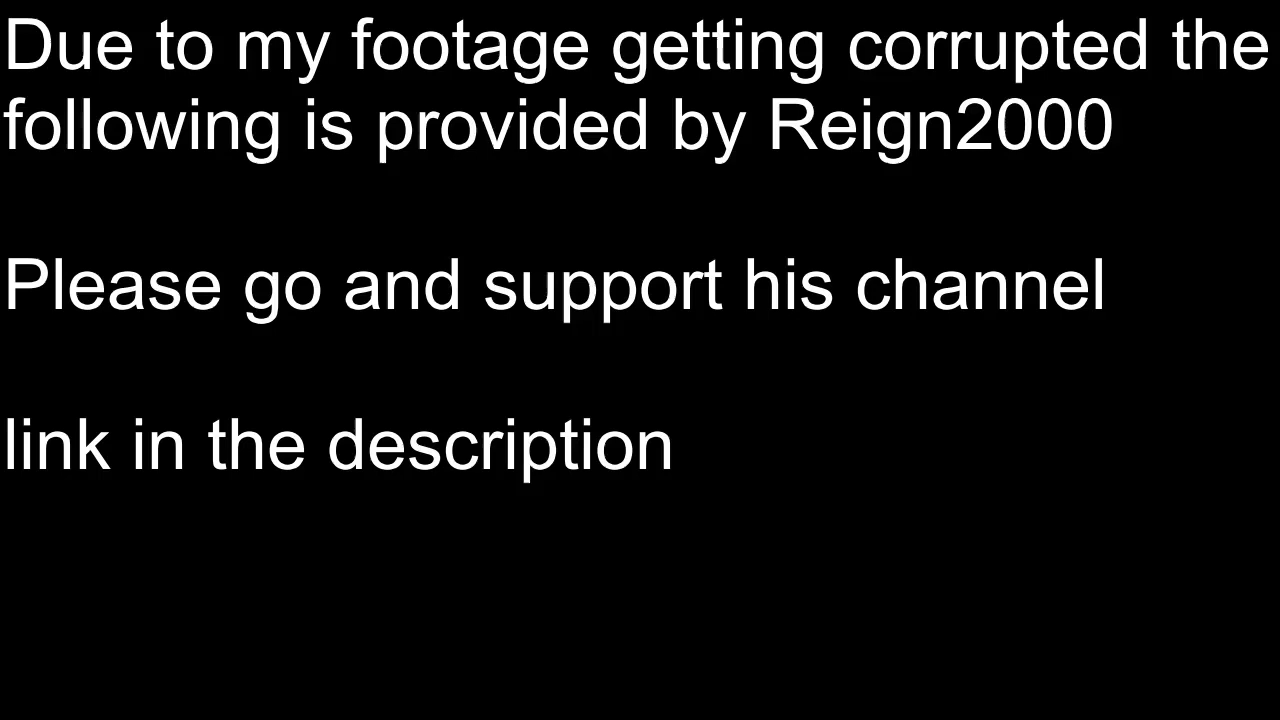 Due to my footage getting corrupted the
following is provided by Reign2000
Please go and support his channel
link in the description